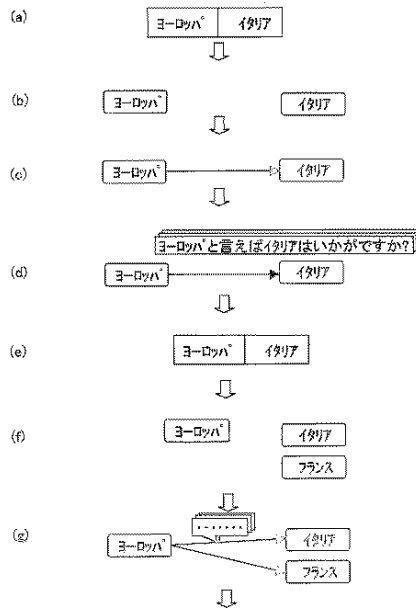 (a) ヨーロッパ イタリア
(b) ヨーロッパ イタリア
(c) ヨーロッパ イタリア
ヨーロッパと言えばイタリアはいかがですか?
(d) ヨーロッパ イタリア
(e) ヨーロッパ イタリア
(f) ヨーロッパ イタリア
フランス
-------
(g) ヨーロッパ イタリア
フランス